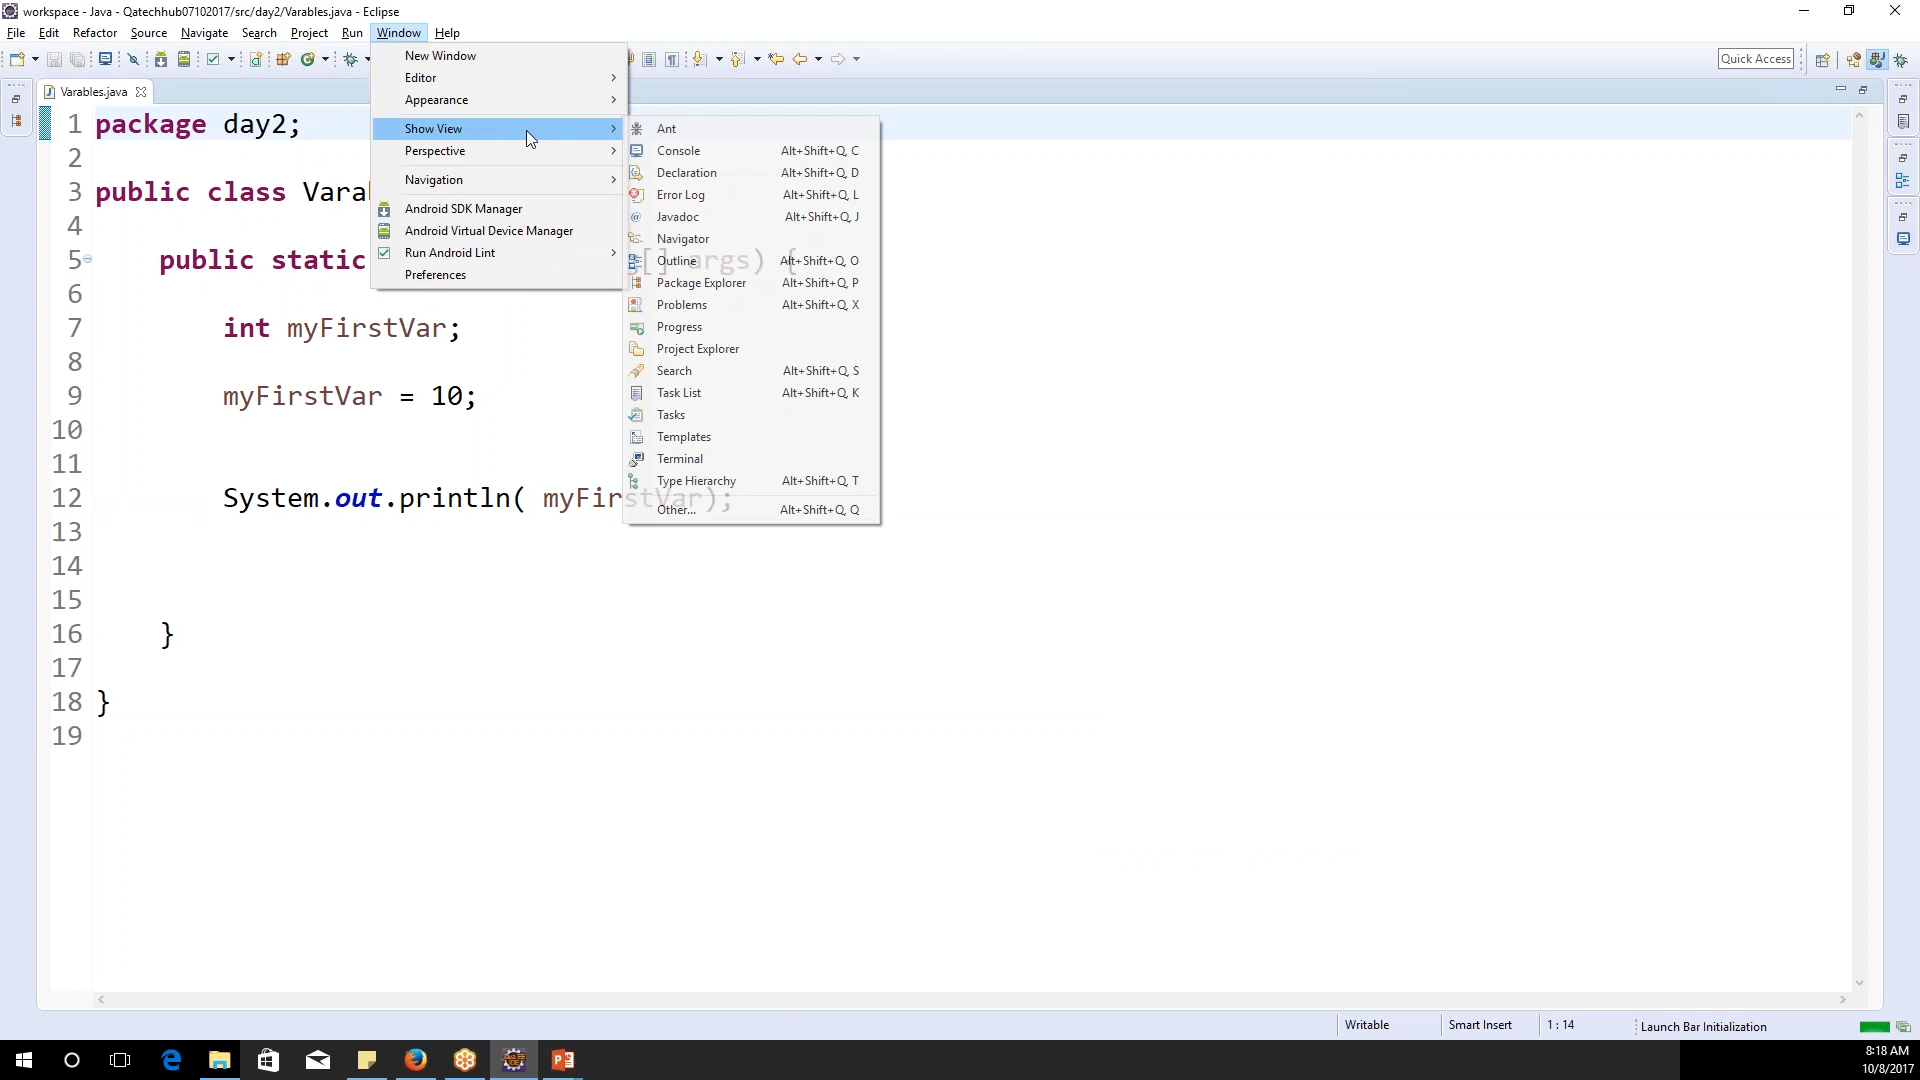 workspace - Java - Qatechhub07102017/src/day2/Varables.java - Eclipse
File Edit Refactor Source Navigate Search Project Run Window Help
Quick Access
Varables.java
New Window
Editor
Appearance
Show View
Perspective
Navigation
Android SDK Manager
Android Virtual Device Manager
Run Android Lint
Preferences
Ant
Console Alt+Shift+Q, C
Declaration Alt+Shift+Q, D
Error Log Alt+Shift+Q, L
Javadoc Alt+Shift+Q, J
Navigator
Outline Alt+Shift+Q, O
Package Explorer Alt+Shift+Q, P
Problems Alt+Shift+Q, X
Progress
Project Explorer
Search Alt+Shift+Q, S
Task List Alt+Shift+Q, K
Tasks
Templates
Terminal
Type Hierarchy Alt+Shift+Q, T
Other... Alt+Shift+Q, Q
1 package day2;
2
3 public class
4
5 public static [] args) {
6
7 int myFirstVar;
8
9 myFirstVar = 10;
10
11
12 System.out.println( myFirstVar);
13
14
15
16 }
17
18 }
19
Writable Smart Insert 1 : 14 Launch Bar Initialization
8:18 AM
10/8/2017